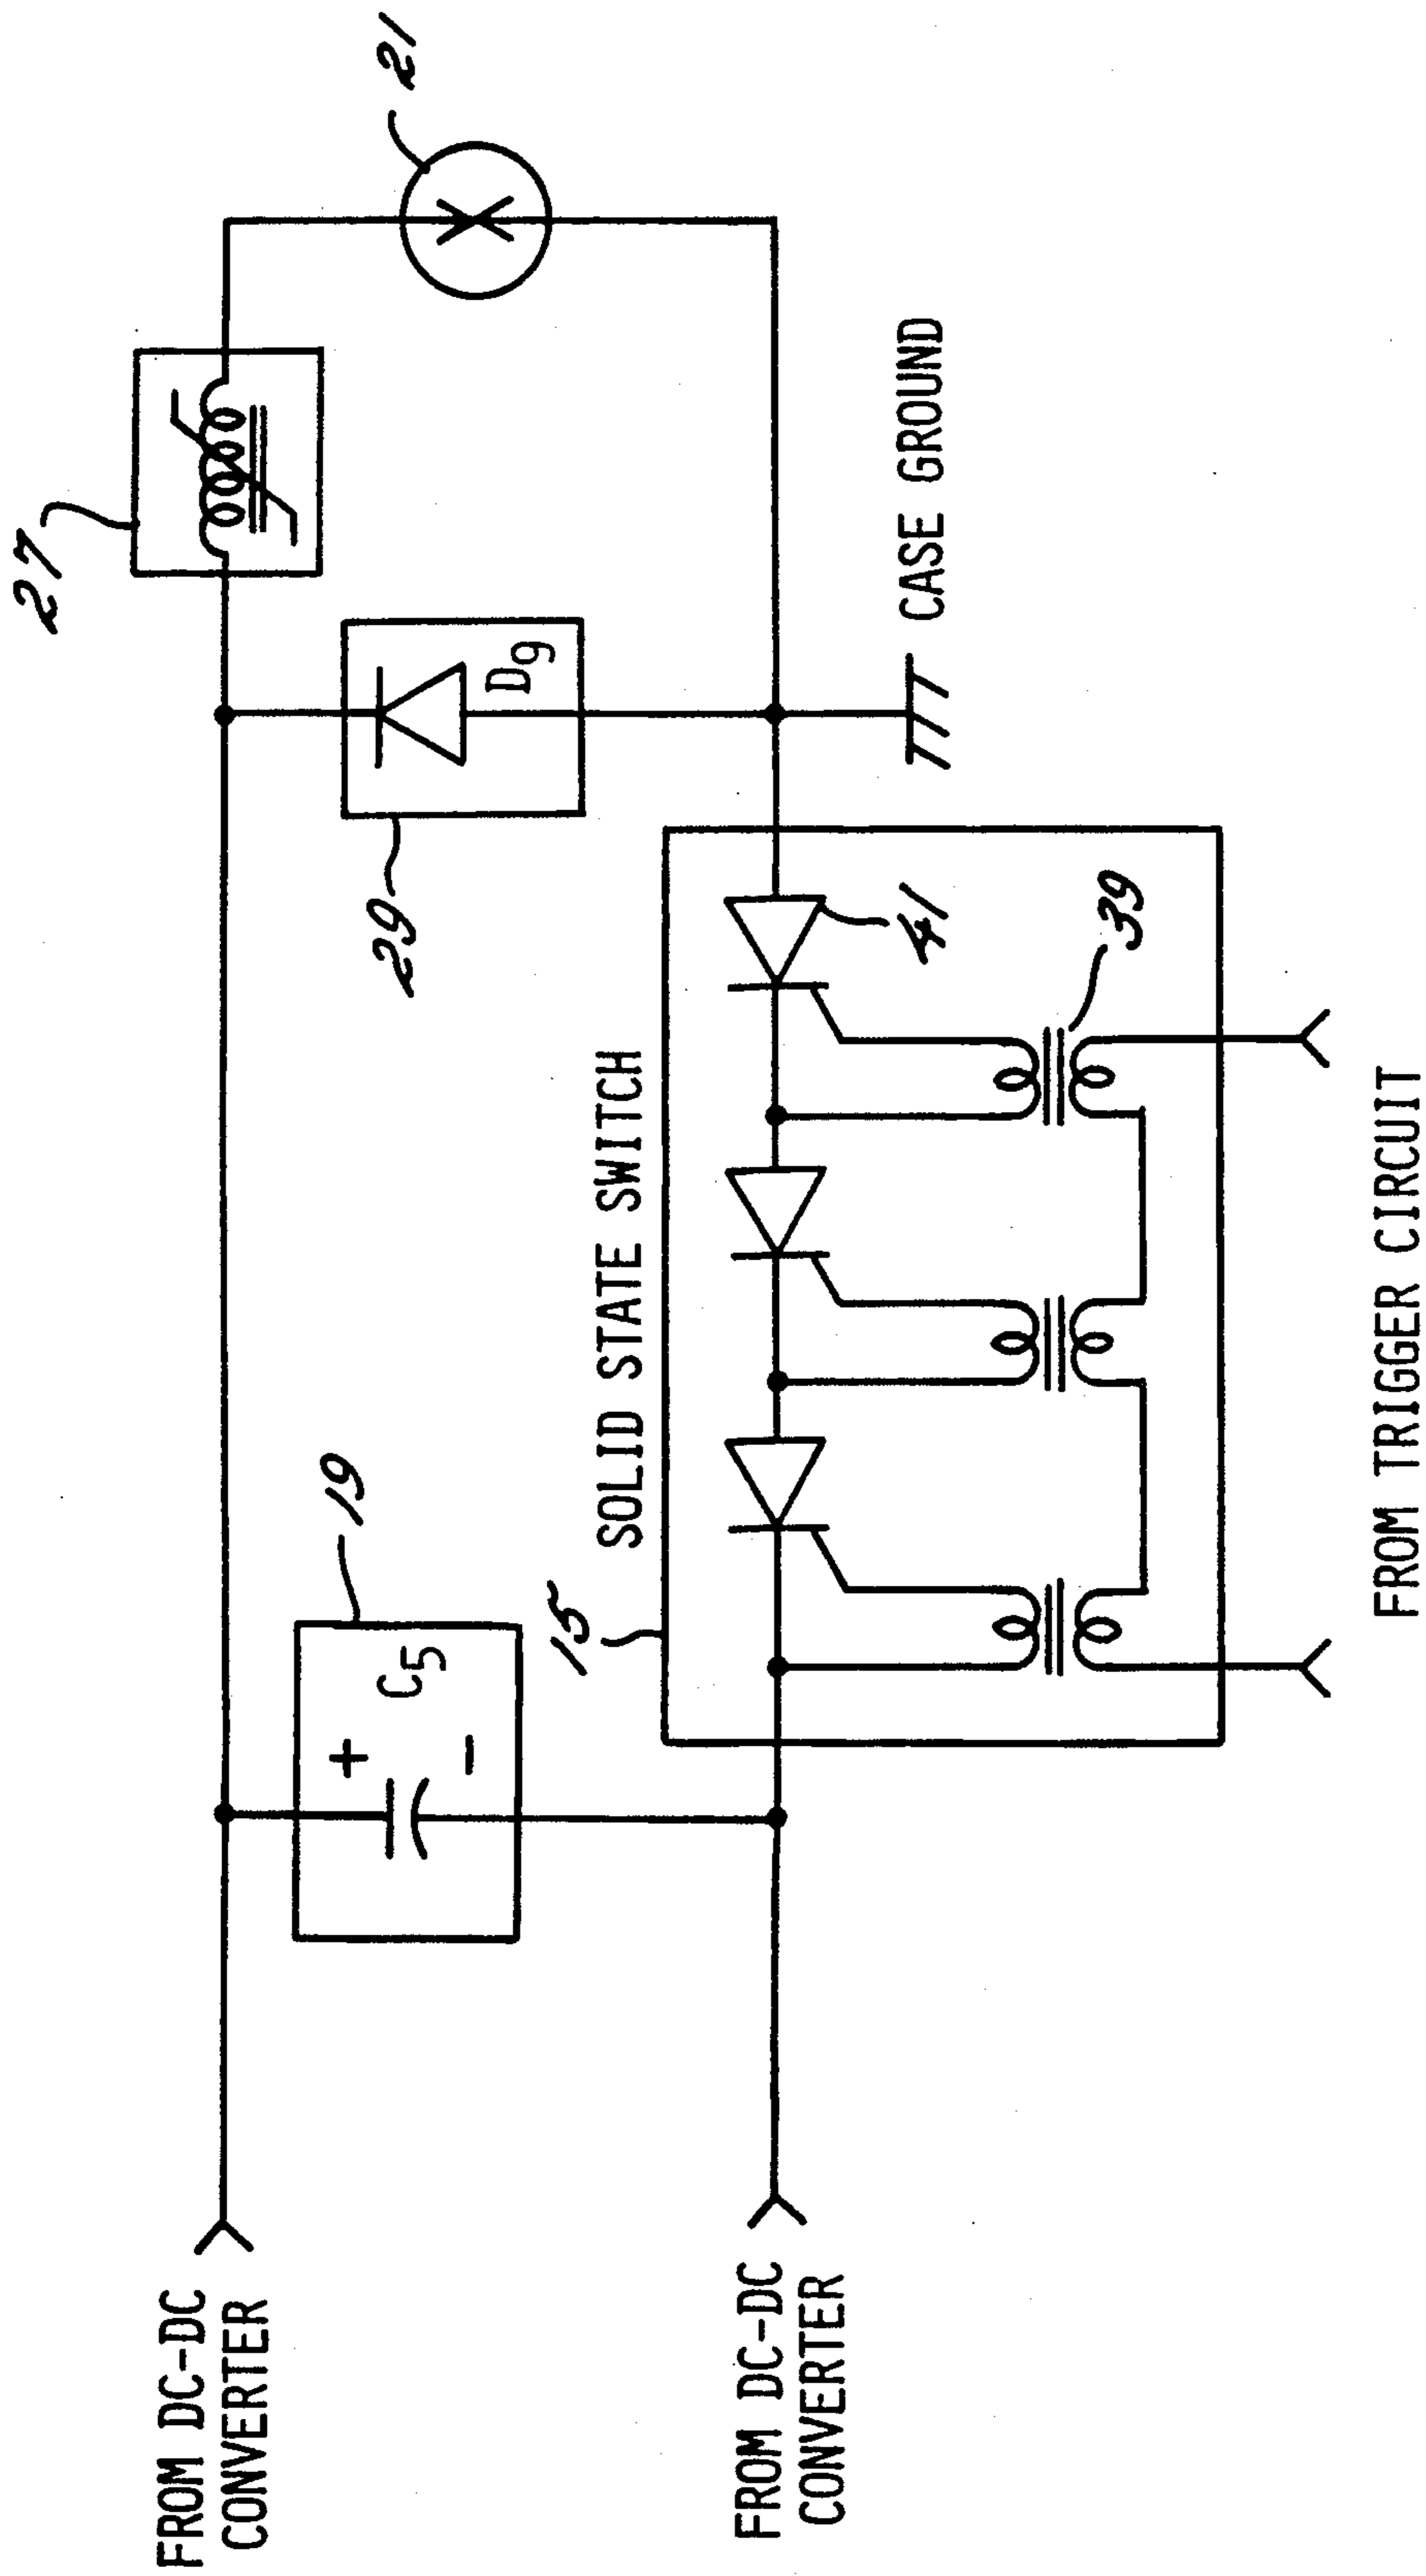 27
21
29
D9
CASE GROUND
19
C5
+
-
15
SOLID STATE SWITCH
41
39
FROM DC-DC
CONVERTER
FROM DC-DC
CONVERTER
FROM TRIGGER CIRCUIT